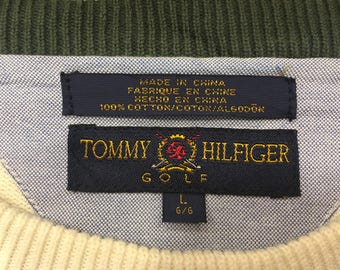 MADE IN CHINA
FABRIQUE EN CHINE
HECHO EN CHINA
100% COTTON/COTON/ALGODÓN
TOMMY HILFIGER
GOLF
L
G/G